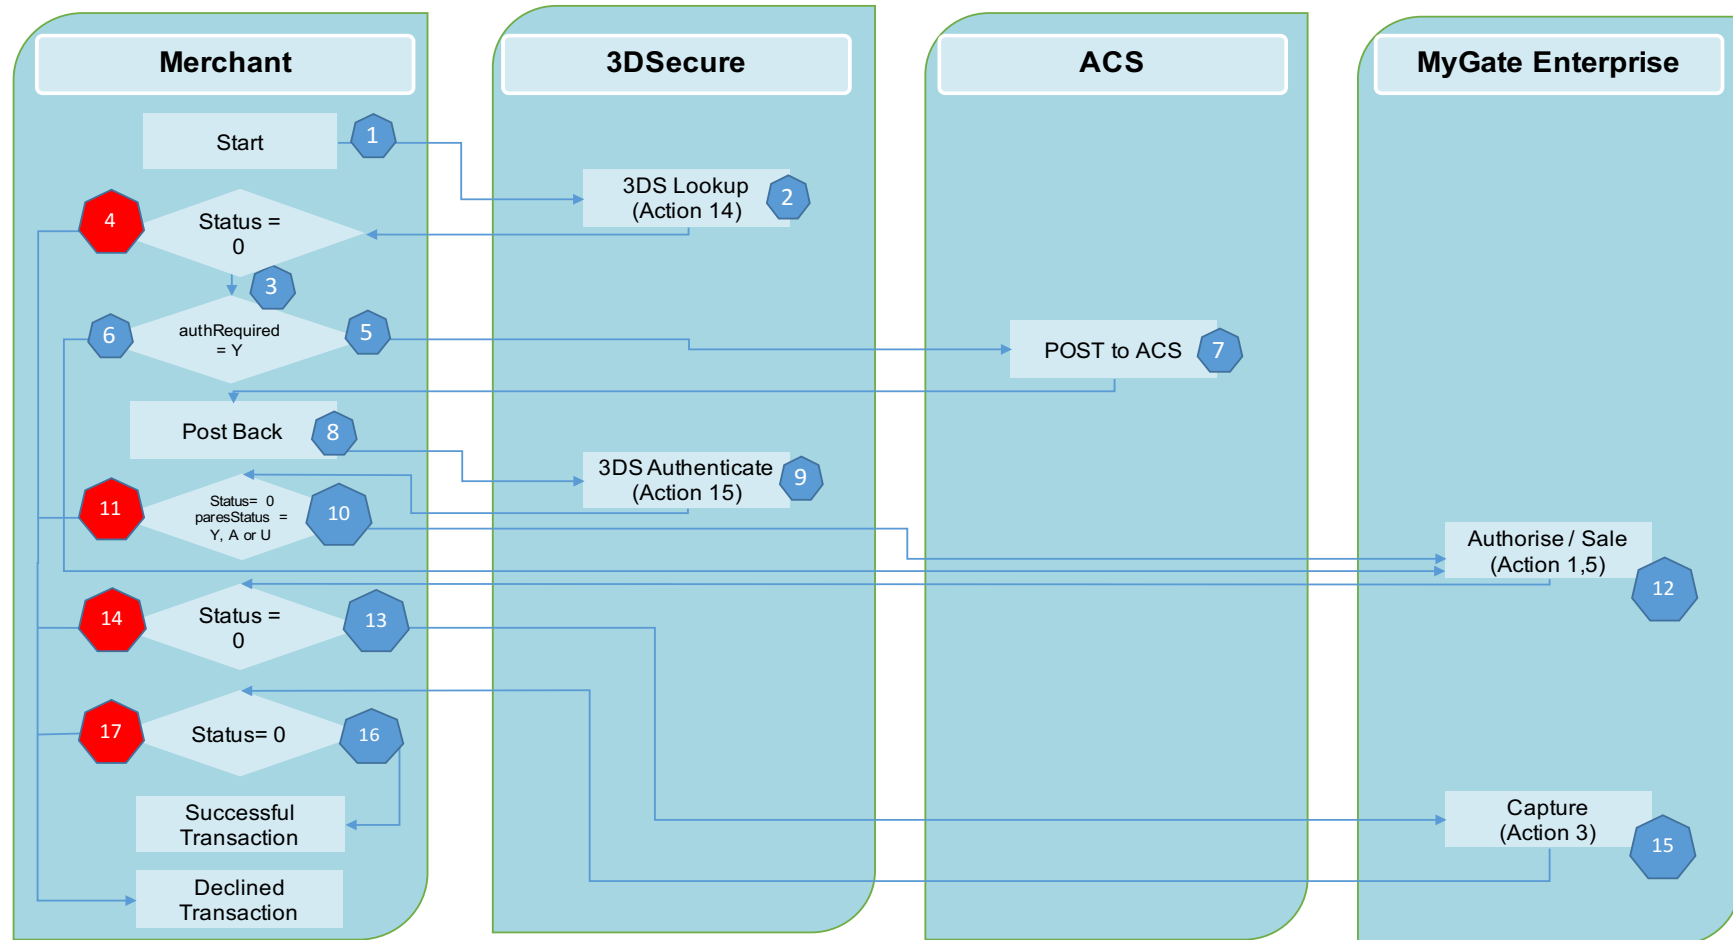 Merchant
3DSecure
ACS
MyGate Enterprise
Start
1
3DS Lookup
(Action 14)
2
4
Status =
0
3
6
authRequired
= Y
5
POST to ACS
7
Post Back
8
3DS Authenticate
(Action 15)
9
11
Status= 0
paresStatus =
Y, A or U
10
Authorise / Sale
(Action 1,5)
12
14
Status =
0
13
17
Status= 0
16
Successful
Transaction
Capture
(Action 3)
15
Declined
Transaction